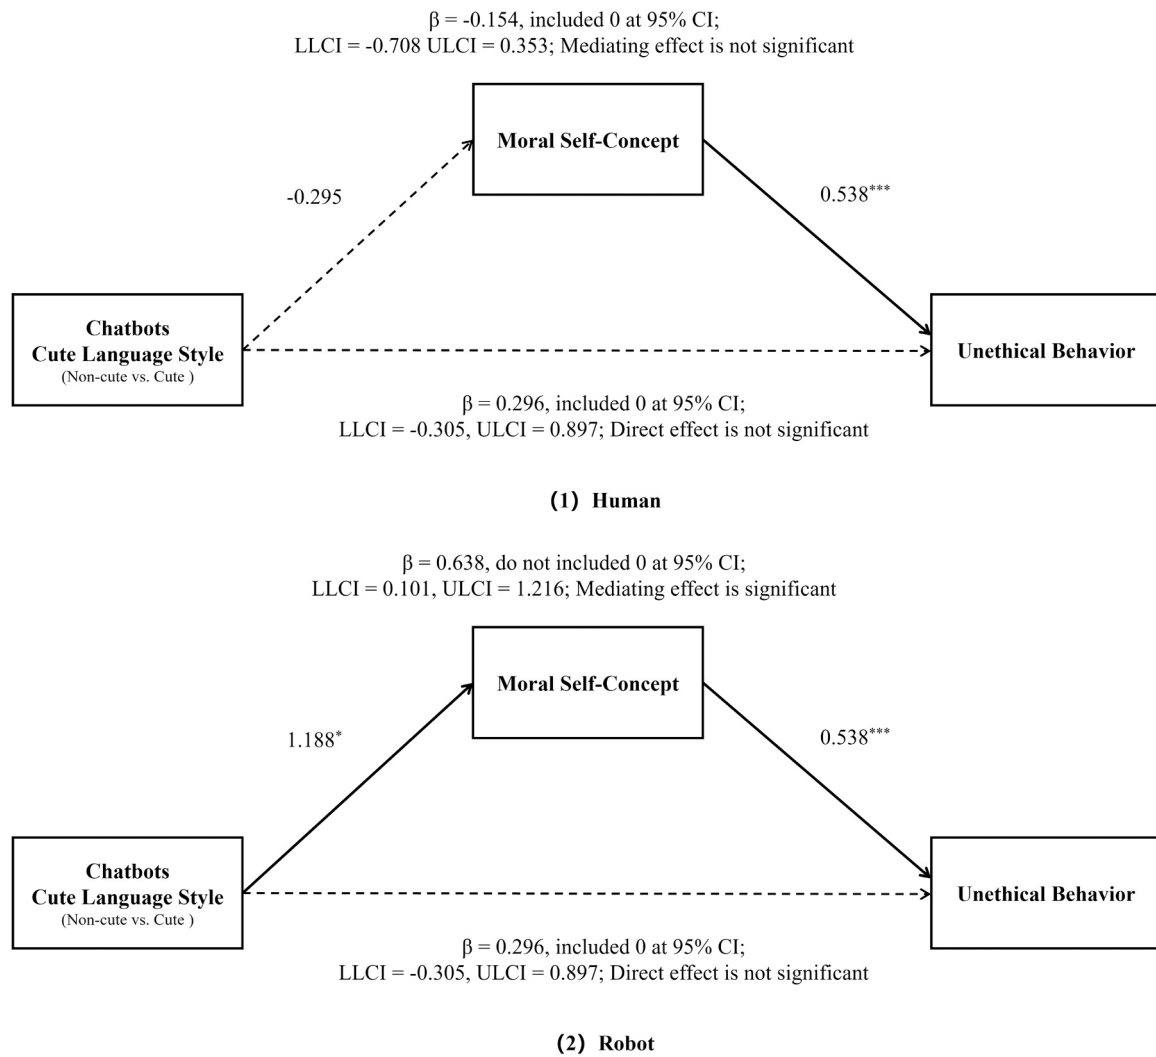 β = -0.154, included 0 at 95% CI;
LLCI = -0.708 ULCI = 0.353; Mediating effect is not significant
Moral Self-Concept
-0.295
0.538***
Chatbots
Cute Language Style
(Non-cute vs. Cute )
Unethical Behavior
β = 0.296, included 0 at 95% CI;
LLCI = -0.305, ULCI = 0.897; Direct effect is not significant
(1) Human
β = 0.638, do not included 0 at 95% CI;
LLCI = 0.101, ULCI = 1.216; Mediating effect is significant
Moral Self-Concept
1.188*
0.538***
Chatbots
Cute Language Style
(Non-cute vs. Cute )
Unethical Behavior
β = 0.296, included 0 at 95% CI;
LLCI = -0.305, ULCI = 0.897; Direct effect is not significant
(2) Robot